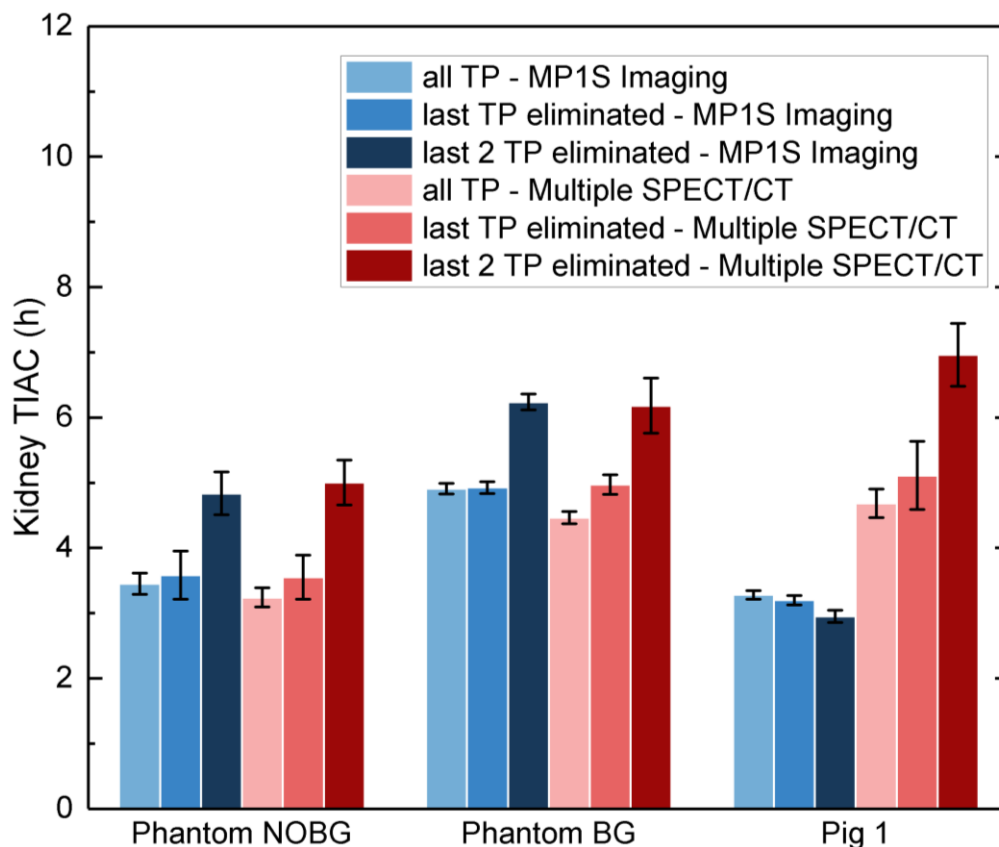 12
10
8
6
4
2
0
Kidney TIAC (h)
all TP - MP1S Imaging
last TP eliminated - MP1S Imaging
last 2 TP eliminated - MP1S Imaging
all TP - Multiple SPECT/CT
last TP eliminated - Multiple SPECT/CT
last 2 TP eliminated - Multiple SPECT/CT
Phantom NOBG
Phantom BG
Pig 1